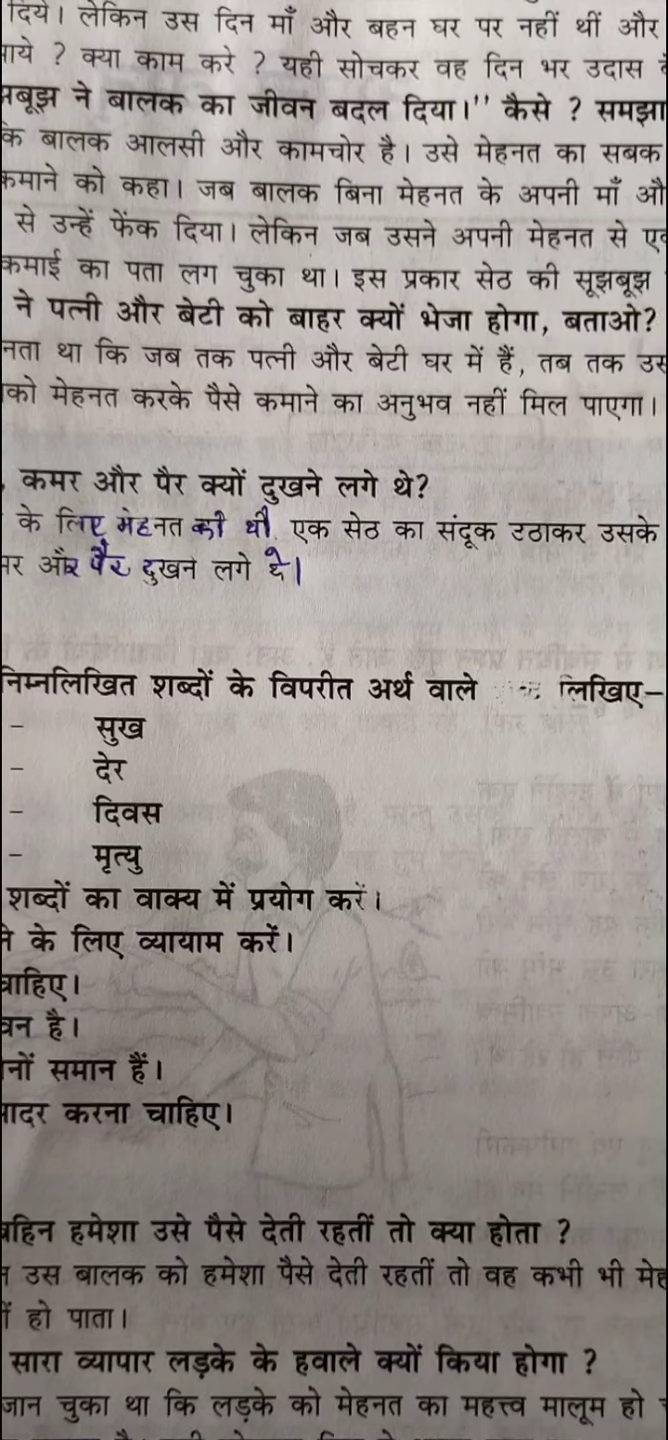 दिये। लेकिन उस दिन माँ और बहन घर पर नहीं थीं और
? क्या काम करे ? यही सोचकर वह दिन भर उदास
ने बालक का जीवन बदल दिया।'' कैसे ? समझा
कि बालक आलसी और कामचोर है। उसे मेहनत का सबक
कमाने को कहा। जब बालक बिना मेहनत के अपनी माँ औ
से उन्हें फेंक दिया। लेकिन जब उसने अपनी मेहनत से
कमाई का पता लग चुका था। इस प्रकार सेठ की सूझबूझ
ने पत्नी और बेटी को बाहर क्यों भेजा होगा, बताओ?
नता था कि जब तक पत्नी और बेटी घर में हैं, तब तक उस
को मेहनत करके पैसे कमाने का अनुभव नहीं मिल पाएगा।
कमर और पैर क्यों दुखने लगे थे?
के लिए मेहनत की थी एक सेठ का संदूक उठाकर उसके
और पैर दुखन लगे थे।
निम्नलिखित शब्दों के विपरीत अर्थ वाले लिखिए–
– सुख
– देर
– दिवस
– मृत्यु
शब्दों का वाक्य में प्रयोग करें।
ने के लिए व्यायाम करें।
चाहिए।
वन है।
नों समान हैं।
आदर करना चाहिए।
बहिन हमेशा उसे पैसे देती रहतीं तो क्या होता ?
न उस बालक को हमेशा पैसे देती रहतीं तो वह कभी भी मेह
हो पाता।
सारा व्यापार लड़के के हवाले क्यों किया होगा ?
जान चुका था कि लड़के को मेहनत का महत्त्व मालूम हो